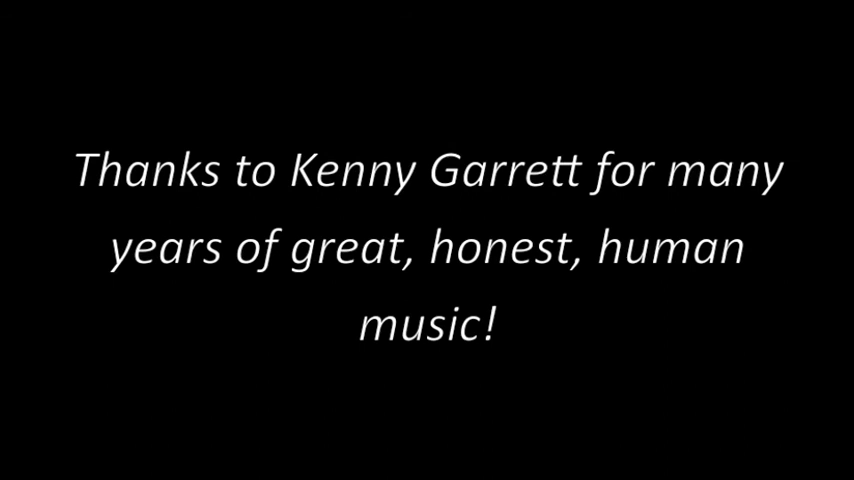 Thanks to Kenny Garrett for many
years of great, honest, human
music!